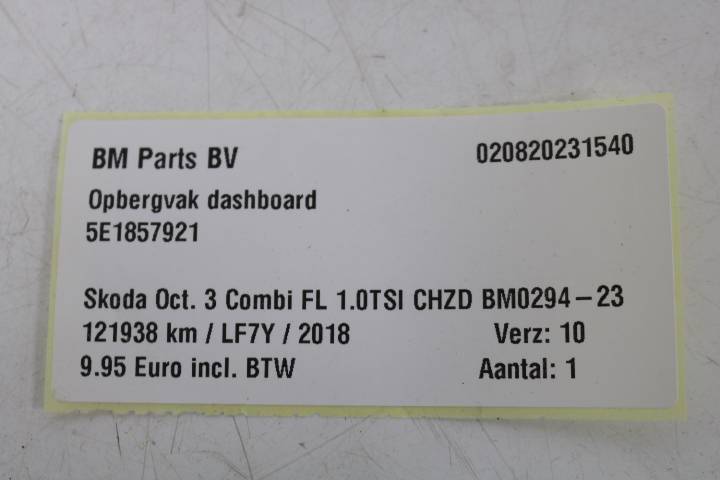 BM Parts BV 020820231540
Opbergvak dashboard
5E1857921
Skoda Oct. 3 Combi FL 1.0TSI CHZD BM0294-23
121938 km / LF7Y / 2018 Verz: 10
9.95 Euro incl. BTW Aantal: 1